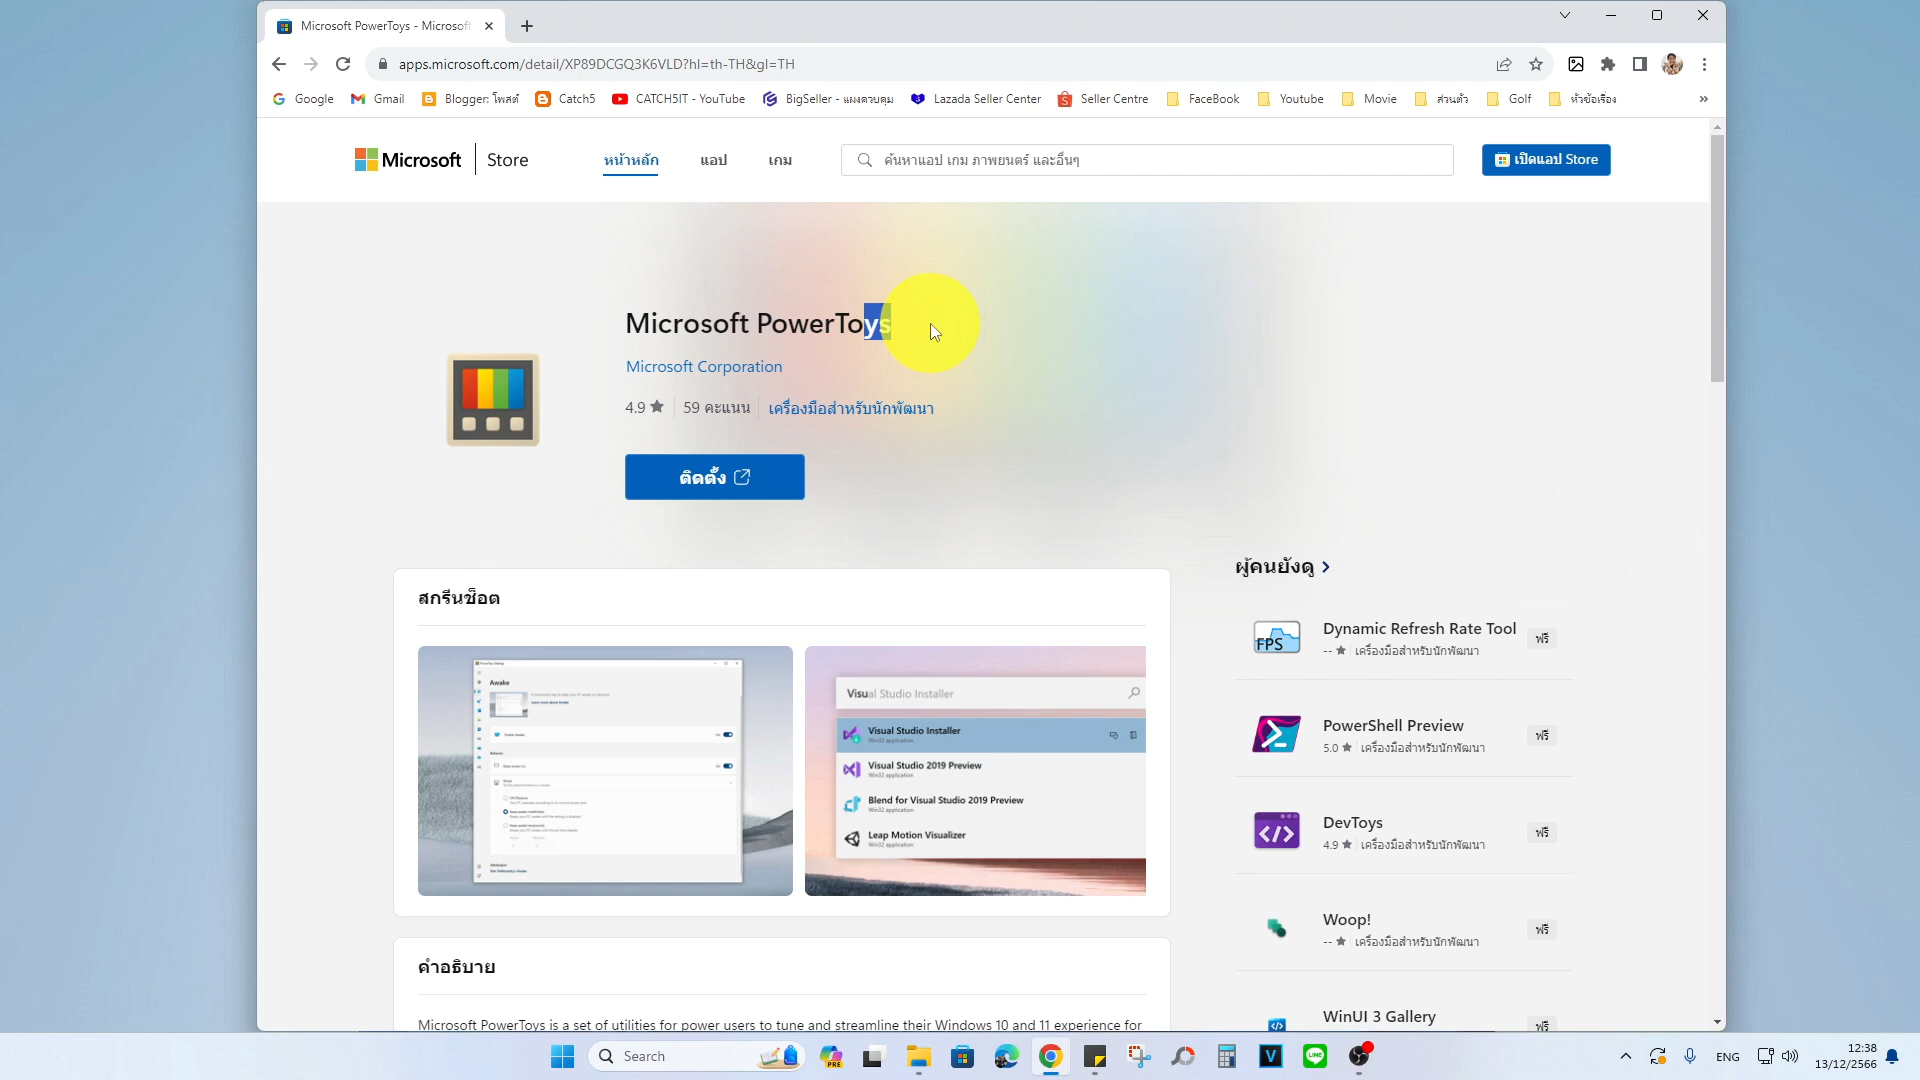 Microsoft PowerToys - Microsoft
apps.microsoft.com/detail/XP89DCGQ3K6VLD?hl=th-TH&gl=TH
Google Gmail Blogger: โพสต์ Catch5 CATCH5IT - YouTube BigSeller - แผงควบคุม Lazada Seller Center Seller Centre FaceBook Youtube Movie ส่วนตัว Golf หัวข้อเรื่อง
Microsoft Store หน้าหลัก แอป เกม ค้นหาแอป เกม ภาพยนตร์ และอื่นๆ เปิดแอป Store
Microsoft PowerToys
Microsoft Corporation
4.9 59 คะแนน เครื่องมือสำหรับนักพัฒนา
ติดตั้ง
สกรีนช็อต
Awake
Visual Studio Installer
Visual Studio Installer
Win32 application
Visual Studio 2019 Preview
Win32 application
Blend for Visual Studio 2019 Preview
Win32 application
Leap Motion Visualizer
Win32 application
คำอธิบาย
Microsoft PowerToys is a set of utilities for power users to tune and streamline their Windows 10 and 11 experience for
ผู้คนยังดู
FPS
Dynamic Refresh Rate Tool ฟรี
-- เครื่องมือสำหรับนักพัฒนา
PowerShell Preview ฟรี
5.0 เครื่องมือสำหรับนักพัฒนา
DevToys ฟรี
4.9 เครื่องมือสำหรับนักพัฒนา
Woop! ฟรี
-- เครื่องมือสำหรับนักพัฒนา
WinUI 3 Gallery ฟรี
Search PRE V LINE ENG 12:38
13/12/2566